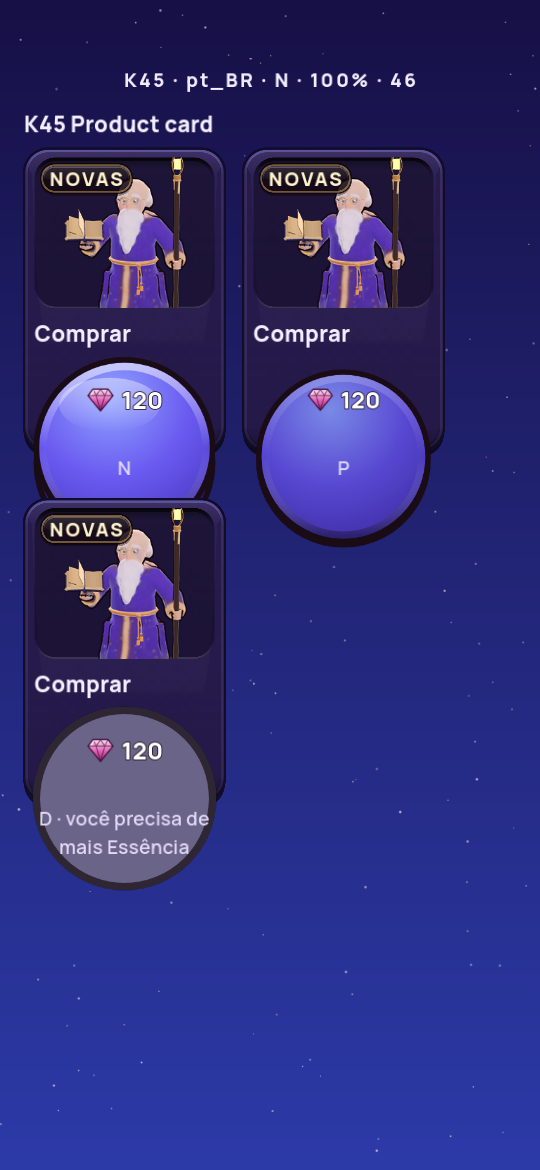 K45 · pt_BR · N · 100% · 46
K45 Product card
NOVAS
NOVAS
Comprar
Comprar
120
120
N
P
NOVAS
Comprar
120
D · você precisa de
mais Essência